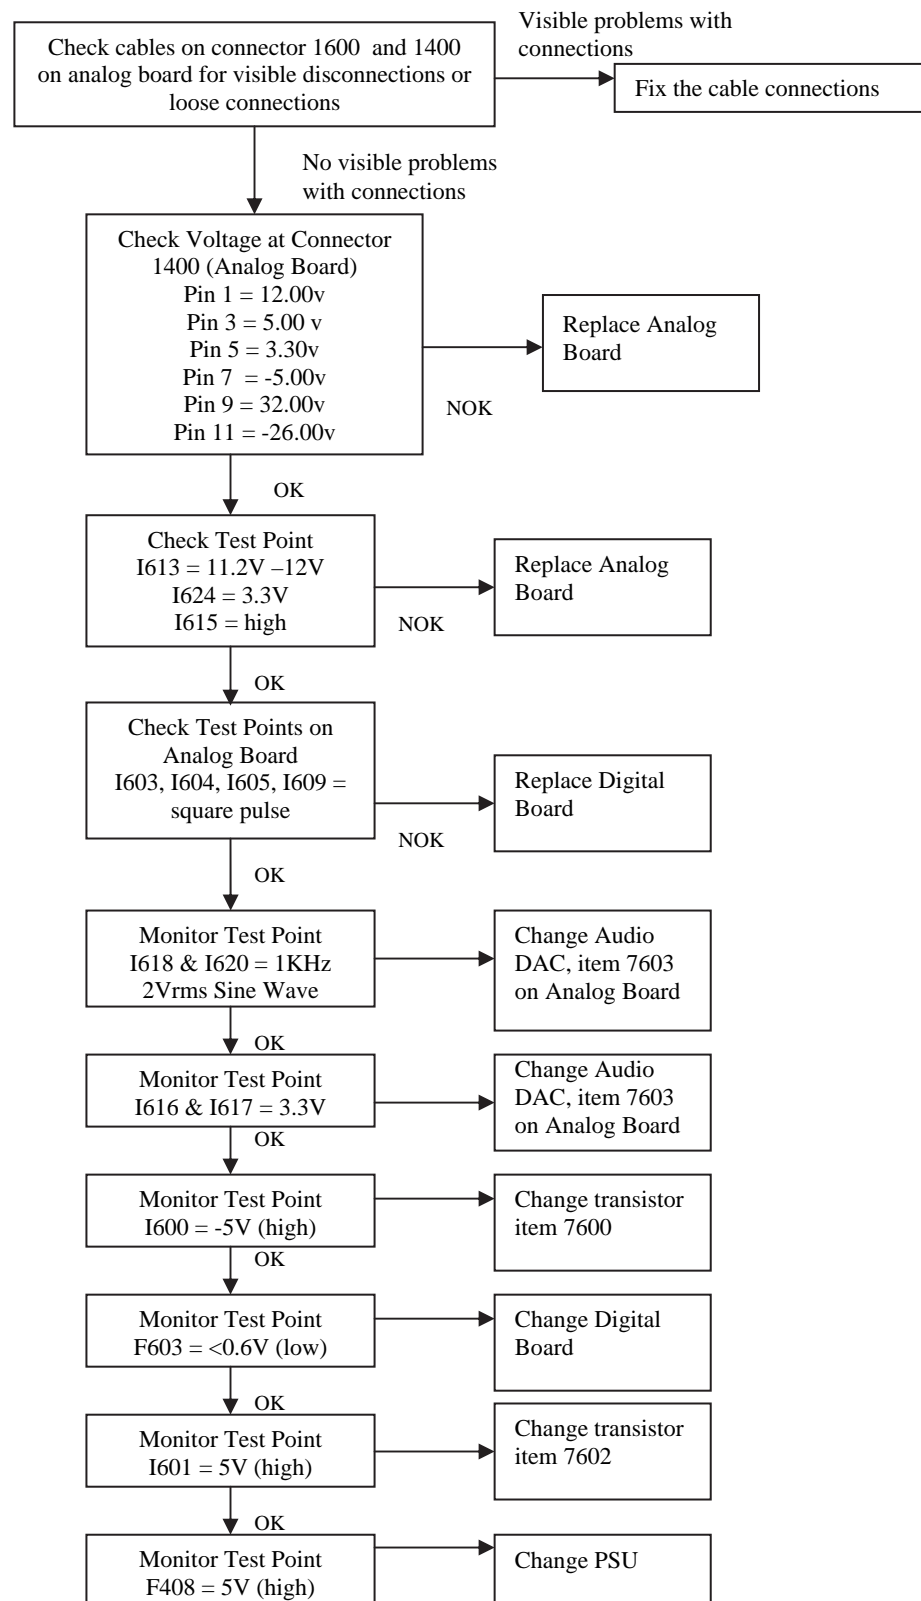 Visible problems with
connections
Check cables on connector 1600 and 1400
on analog board for visible disconnections or
loose connections
Fix the cable connections
No visible problems
with connections
Check Voltage at Connector
1400 (Analog Board)
Pin 1 = 12.00v
Pin 3 = 5.00 v
Pin 5 = 3.30v
Pin 7 = -5.00v
Pin 9 = 32.00v
Pin 11 = -26.00v
Replace Analog
Board
NOK
OK
Check Test Point
I613 = 11.2V –12V
I624 = 3.3V
I615 = high
Replace Analog
Board
NOK
OK
Check Test Points on
Analog Board
I603, I604, I605, I609 =
square pulse
Replace Digital
Board
NOK
OK
Monitor Test Point
I618 & I620 = 1KHz
2Vrms Sine Wave
Change Audio
DAC, item 7603
on Analog Board
OK
Monitor Test Point
I616 & I617 = 3.3V
Change Audio
DAC, item 7603
on Analog Board
OK
Monitor Test Point
I600 = -5V (high)
Change transistor
item 7600
OK
Monitor Test Point
F603 = <0.6V (low)
Change Digital
Board
OK
Monitor Test Point
I601 = 5V (high)
Change transistor
item 7602
OK
Monitor Test Point
F408 = 5V (high)
Change PSU